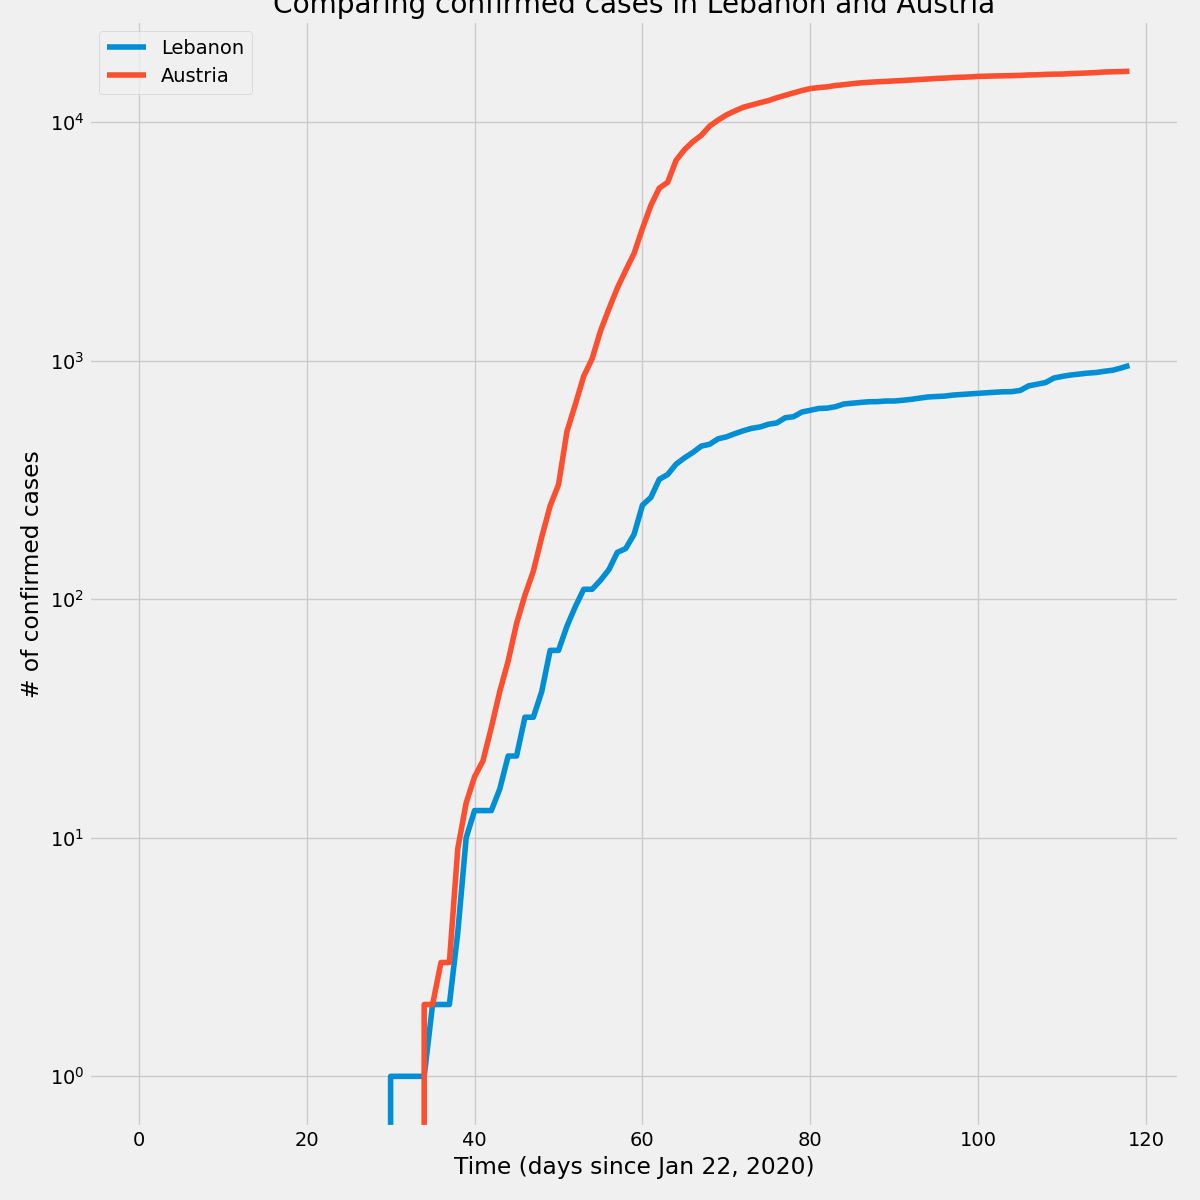 Comparing confirmed cases in Lebanon and Austria
Lebanon
Austria
10⁴
10³
10²
10¹
10⁰
# of confirmed cases
0 20 40 60 80 100 120
Time (days since Jan 22, 2020)